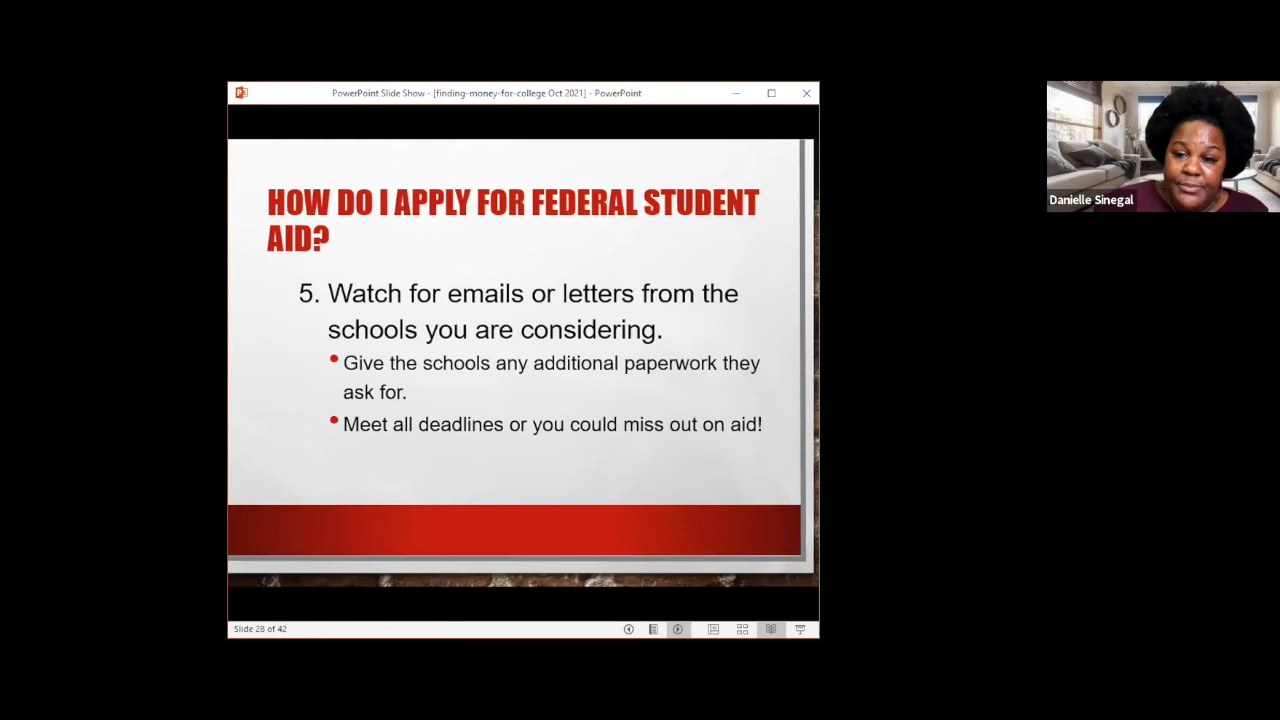 PowerPoint Slide Show - [finding-money-for-college Oct 2021] - PowerPoint
HOW DO I APPLY FOR FEDERAL STUDENT
AID?
5. Watch for emails or letters from the
schools you are considering.
• Give the schools any additional paperwork they
ask for.
• Meet all deadlines or you could miss out on aid!
Slide 28 of 42
Danielle Sinegal